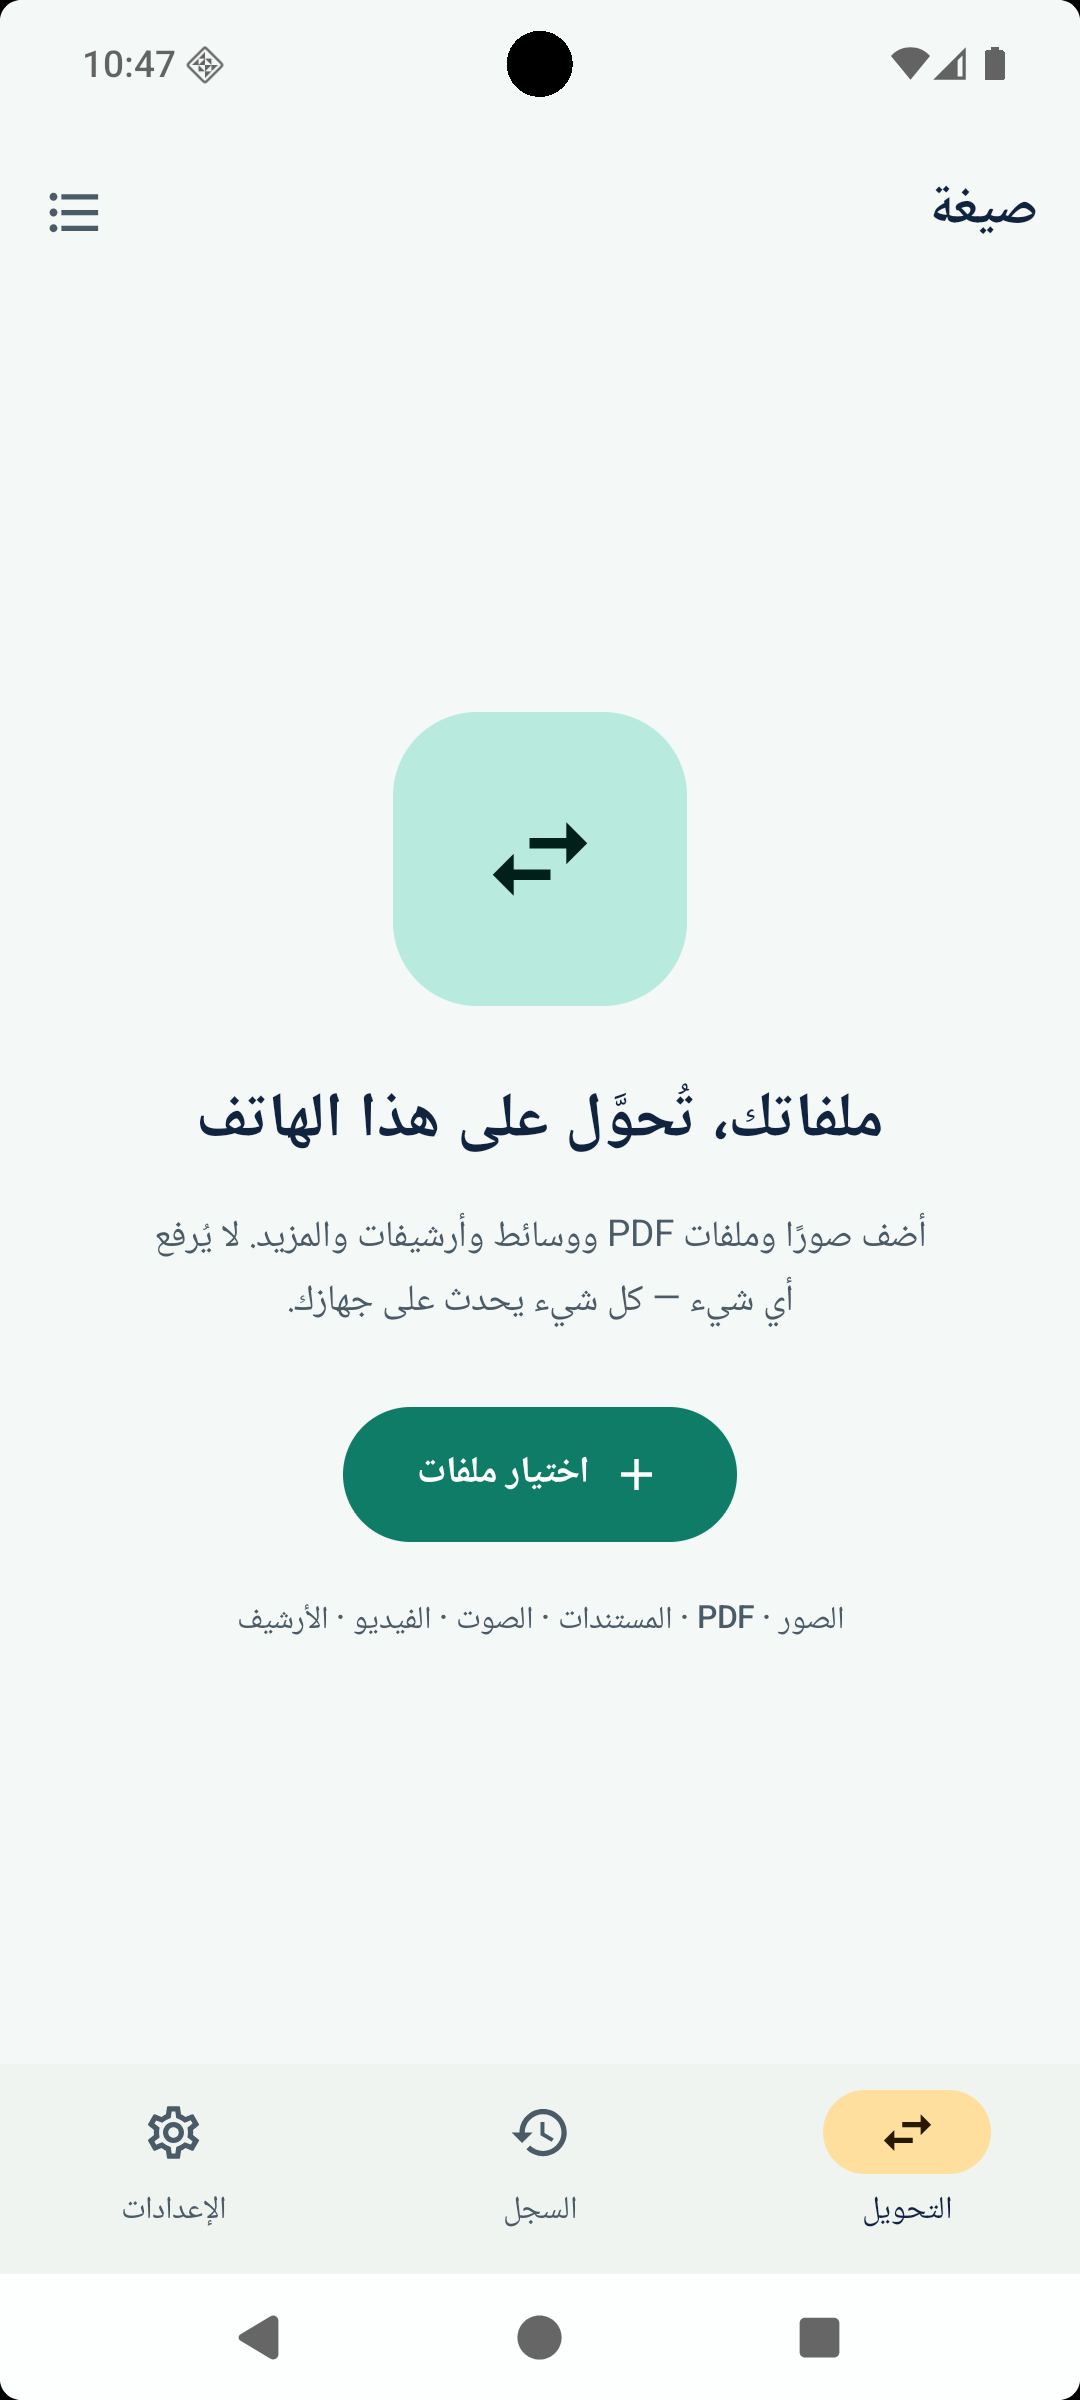 10:47
صيغة
ملفاتك، تُحوَّل على هذا الهاتف
أضف صورًا وملفات PDF ووسائط وأرشيفات والمزيد. لا يُرفع
أي شيء — كل شيء يحدث على جهازك.
اختيار ملفات
الصور · PDF · المستندات · الصوت · الفيديو · الأرشيف
التحويل
السجل
الإعدادات